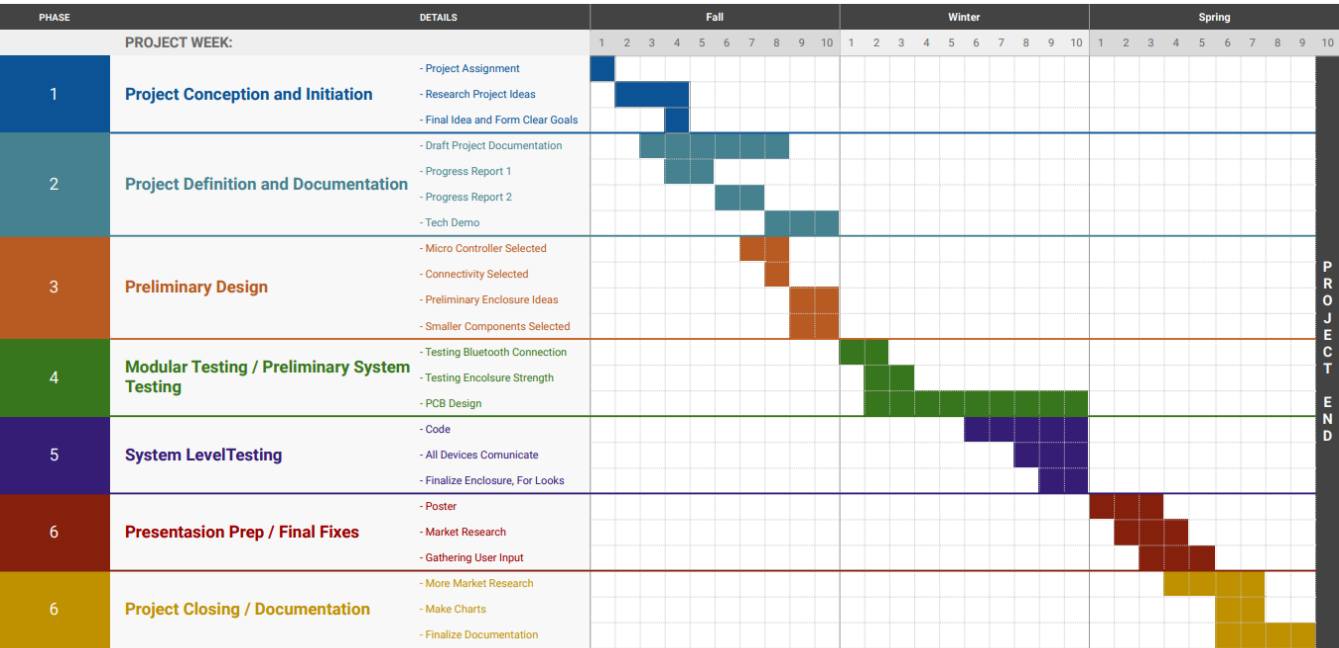 PHASE DETAILS Fall Winter Spring
PROJECT WEEK: 1 2 3 4 5 6 7 8 9 10 1 2 3 4 5 6 7 8 9 10 1 2 3 4 5 6 7 8 9 10
1 Project Conception and Initiation
- Project Assignment
- Research Project Ideas
- Final Idea and Form Clear Goals
2 Project Definition and Documentation
- Draft Project Documentation
- Progress Report 1
- Progress Report 2
- Tech Demo
3 Preliminary Design
- Micro Controller Selected
- Connectivity Selected
- Preliminary Enclosure Ideas
- Smaller Components Selected
4 Modular Testing / Preliminary System
Testing
- Testing Bluetooth Connection
- Testing Encolsure Strength
- PCB Design
5 System LevelTesting
- Code
- All Devices Comunicate
- Finalize Enclosure, For Looks
6 Presentasion Prep / Final Fixes
- Poster
- Market Research
- Gathering User Input
6 Project Closing / Documentation
- More Market Research
- Make Charts
- Finalize Documentation
PROJECT END